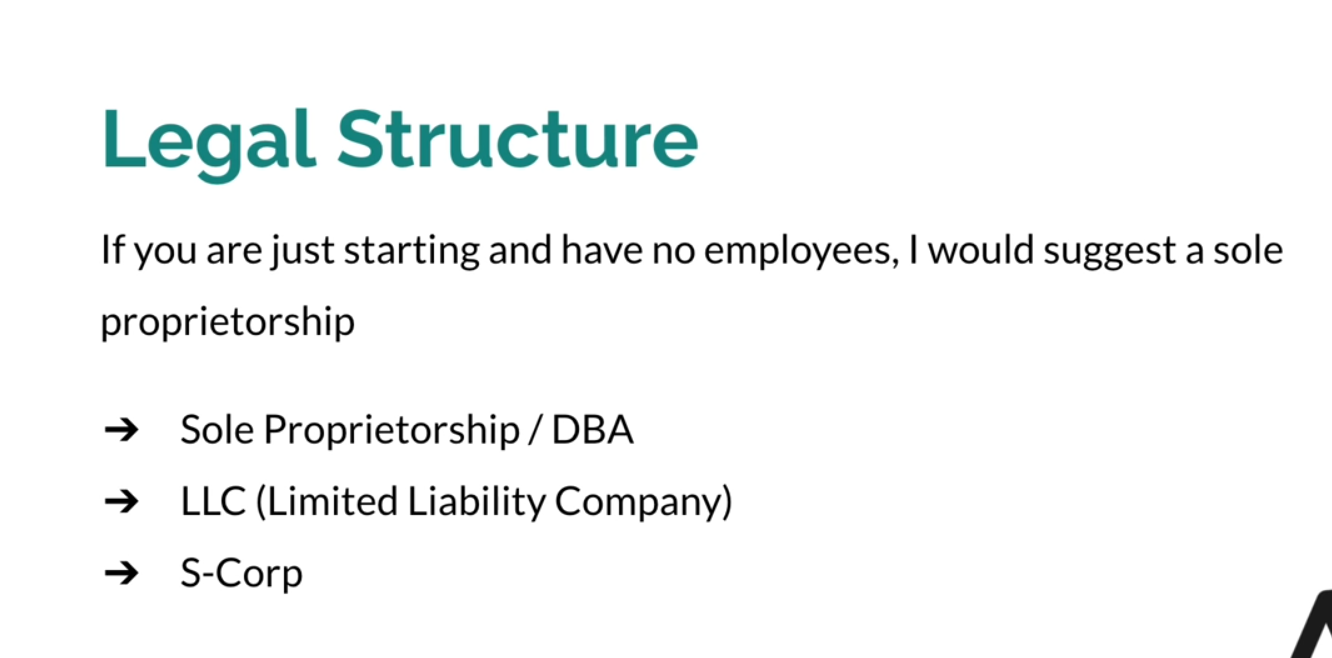 Legal Structure
If you are just starting and have no employees, I would suggest a sole
proprietorship
➔ Sole Proprietorship / DBA
➔ LLC (Limited Liability Company)
➔ S-Corp